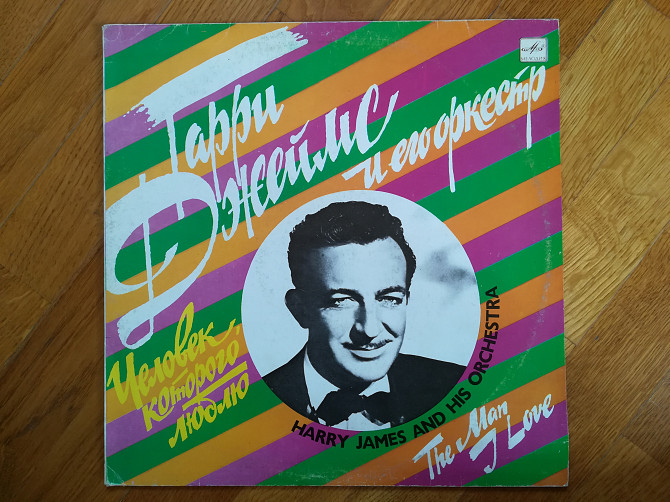 Гарри
Джеймс
и его оркестр
Человек,
которого
люблю
HARRY JAMES AND HIS ORCHESTRA
The Man
I Love